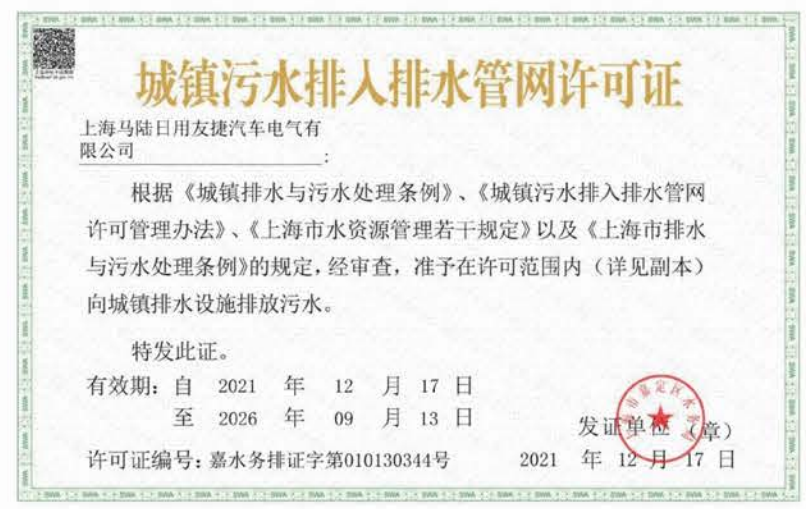 城镇污水排入排水管网许可证
上海马陆日用友捷汽车电气有
限公司:
根据《城镇排水与污水处理条例》、《城镇污水排入排水管网
许可管理办法》、《上海市水资源管理若干规定》以及《上海市排水
与污水处理条例》的规定，经审查，准予在许可范围内（详见副本）
向城镇排水设施排放污水。
特发此证。
有效期：自 2021 年 12 月 17 日
至 2026 年 09 月 13 日
发证单位（章）
许可证编号：嘉水务排证字第010130344号
2021 年 12 月 17 日